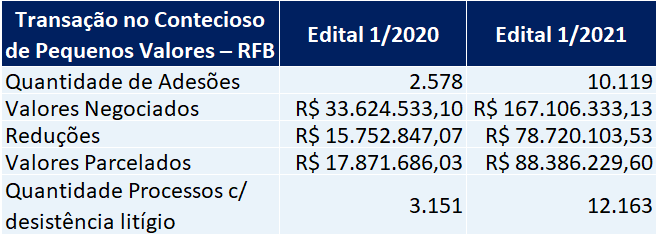 Transação no Contecioso
de Pequenos Valores – RFB
Edital 1/2020
Edital 1/2021
Quantidade de Adesões 2.578 10.119
Valores Negociados R$ 33.624.533,10 R$ 167.106.333,13
Reduções R$ 15.752.847,07 R$ 78.720.103,53
Valores Parcelados R$ 17.871.686,03 R$ 88.386.229,60
Quantidade Processos c/
desistência litígio 3.151 12.163